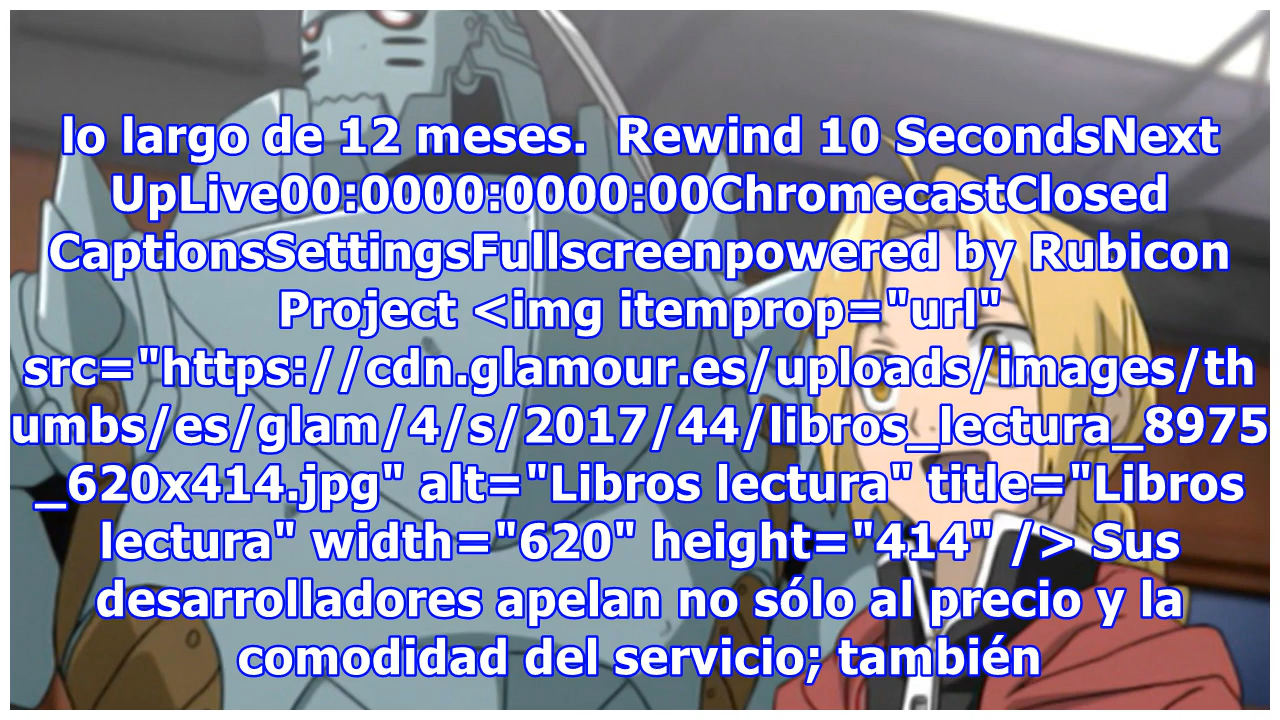 lo largo de 12 meses.  Rewind 10 SecondsNext
UpLive00:0000:0000:00ChromecastClosed
CaptionsSettingsFullscreenpowered by Rubicon
Project <img itemprop="url"
src="https://cdn.glamour.es/uploads/images/th
umbs/es/glam/4/s/2017/44/libros_lectura_8975
_620x414.jpg" alt="Libros lectura" title="Libros
lectura" width="620" height="414" /> Sus
desarrolladores apelan no sólo al precio y la
comodidad del servicio; también